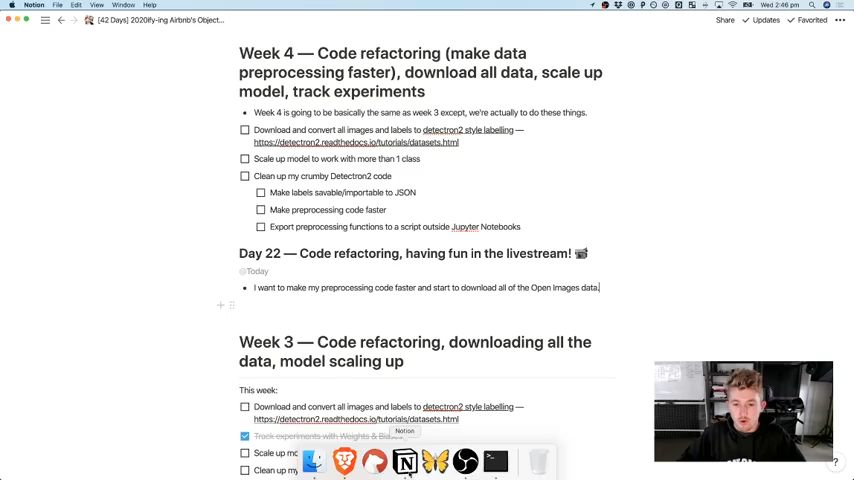 Notion File Edit View Window Help Wed 2:46 pm
[42 Days] 2020ify-ing Airbnb's Object... Share Updates Favorited
Week 4 — Code refactoring (make data
preprocessing faster), download all data, scale up
model, track experiments
Week 4 is going to be basically the same as week 3 except, we're actually to do these things.
Download and convert all images and labels to detectron2 style labelling —
https://detectron2.readthedocs.io/tutorials/datasets.html
Scale up model to work with more than 1 class
Clean up my crumby Detectron2 code
Make labels savable/importable to JSON
Make preprocessing code faster
Export preprocessing functions to a script outside Jupyter Notebooks
Day 22 — Code refactoring, having fun in the livestream!
@Today
I want to make my preprocessing code faster and start to download all of the Open Images data.
Week 3 — Code refactoring, downloading all the
data, model scaling up
This week:
Download and convert all images and labels to detectron2 style labelling —
https://detectron2.readthedocs.io/tutorials/datasets.html
Notion
Track experiments with Weights & Biases
Scale up mo
Clean up my
?